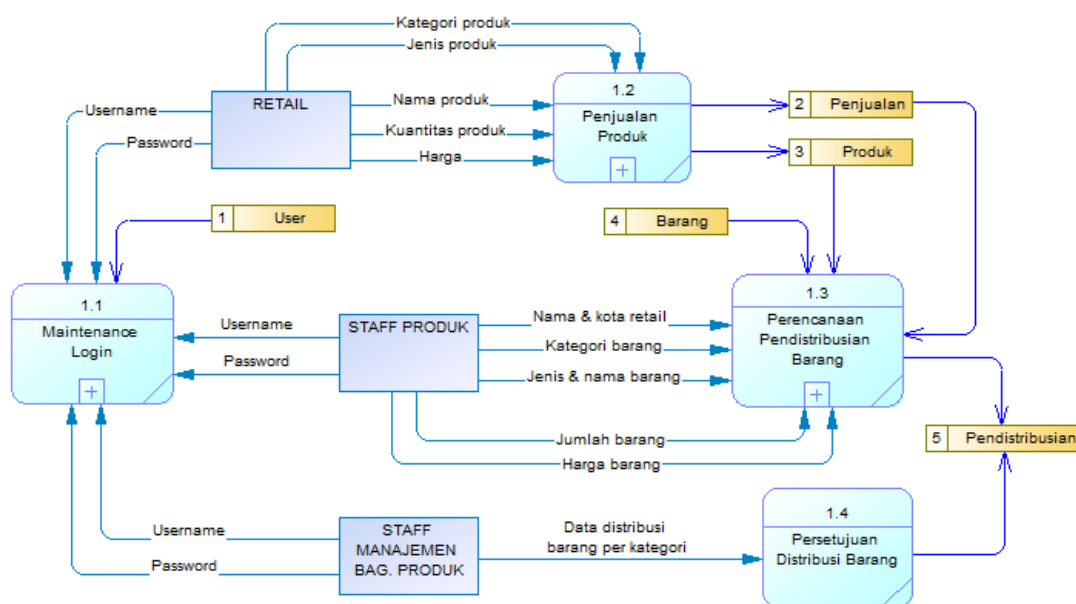 Kategori produk
Jenis produk
Username
RETAIL
Nama produk
1.2
Penjualan
Produk
2 Penjualan
Password
Kuantitas produk
Harga
3 Produk
1 User
4 Barang
1.1
Maintenance
Login
Username
STAFF PRODUK
Nama & kota retail
1.3
Perencanaan
Pendistribusian
Barang
Password
Kategori barang
Jenis & nama barang
Jumlah barang
Harga barang
5 Pendistribusian
Username
STAFF
MANAJEMEN
BAG. PRODUK
Data distribusi
barang per kategori
1.4
Persetujuan
Distribusi Barang
Password